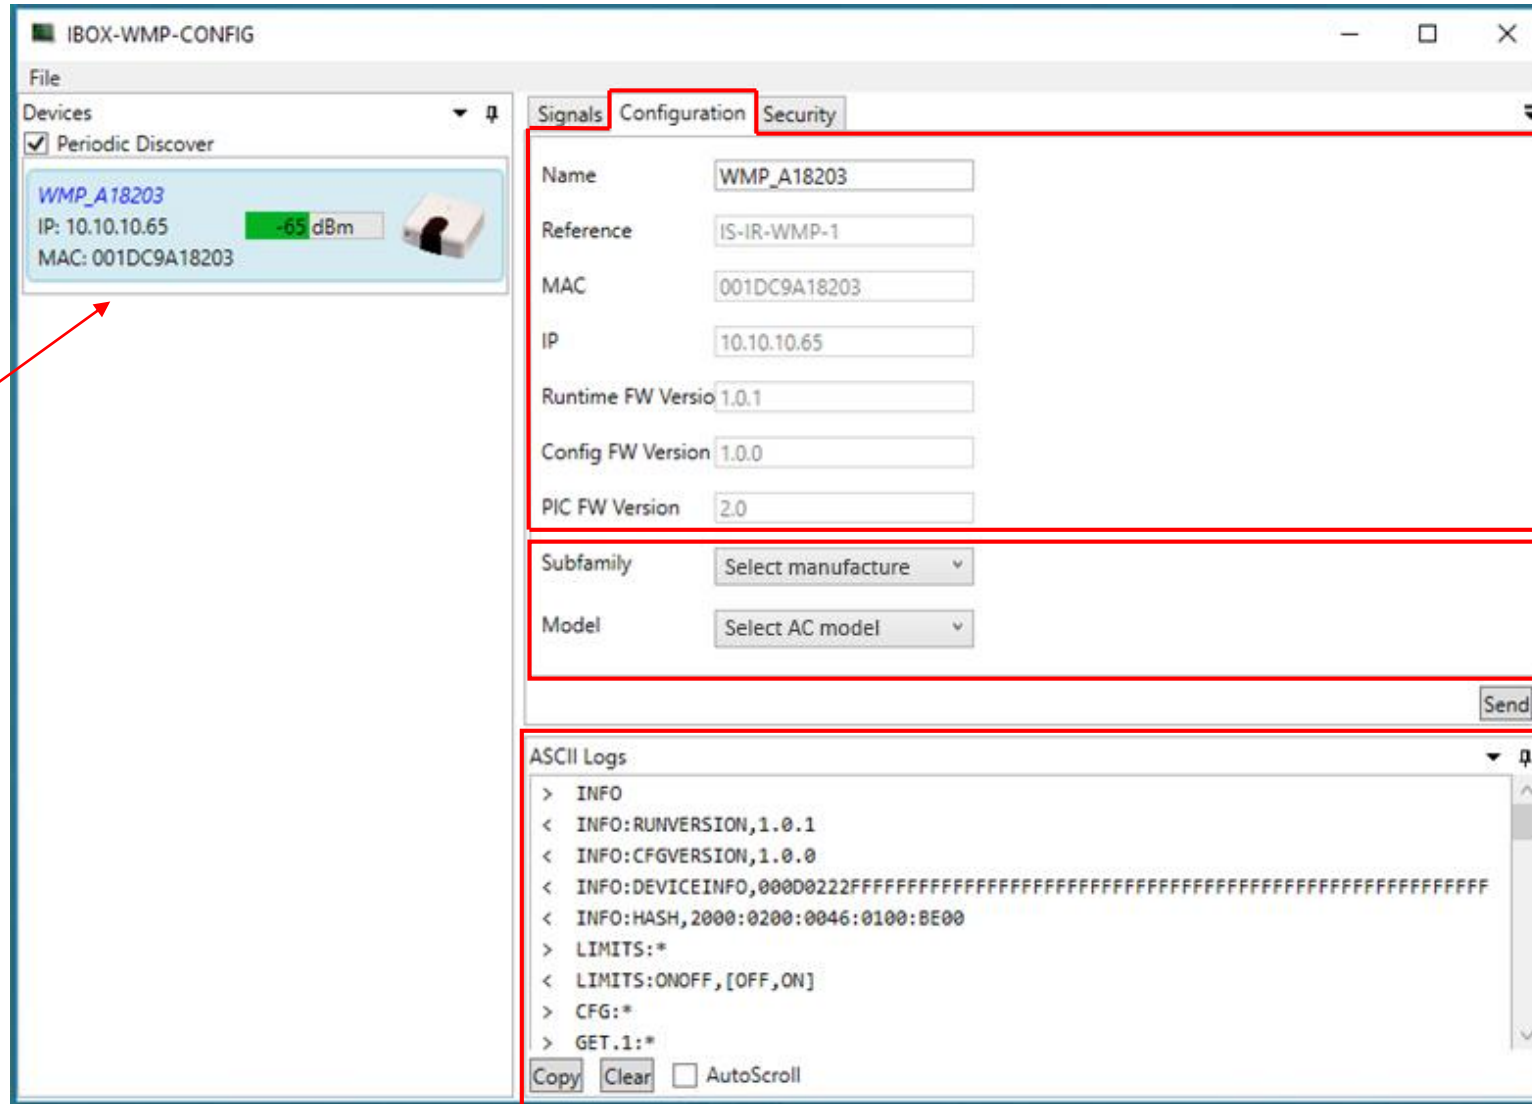 IBOX-WMP-CONFIG
File
Devices
Periodic Discover
WMP_A18203
IP: 10.10.10.65
-65 dBm
MAC: 001DC9A18203
Signals Configuration Security
Name WMP_A18203
Reference IS-IR-WMP-1
MAC 001DC9A18203
IP 10.10.10.65
Runtime FW Versio 1.0.1
Config FW Version 1.0.0
PIC FW Version 2.0
Subfamily Select manufacture
Model Select AC model
Send
ASCII Logs
> INFO
< INFO:RUNVERSION,1.0.1
< INFO:CFGVERSION,1.0.0
< INFO:DEVICEINFO,000D0222FFFFFFFFFFFFFFFFFFFFFFFFFFFFFFFFFFFFFFFFFFFFFFFFFFFFFFFF
< INFO:HASH,2000:0200:0046:0100:BE00
> LIMITS:*
< LIMITS:ONOFF,[OFF,ON]
> CFG:*
> GET.1:*
Copy Clear AutoScroll